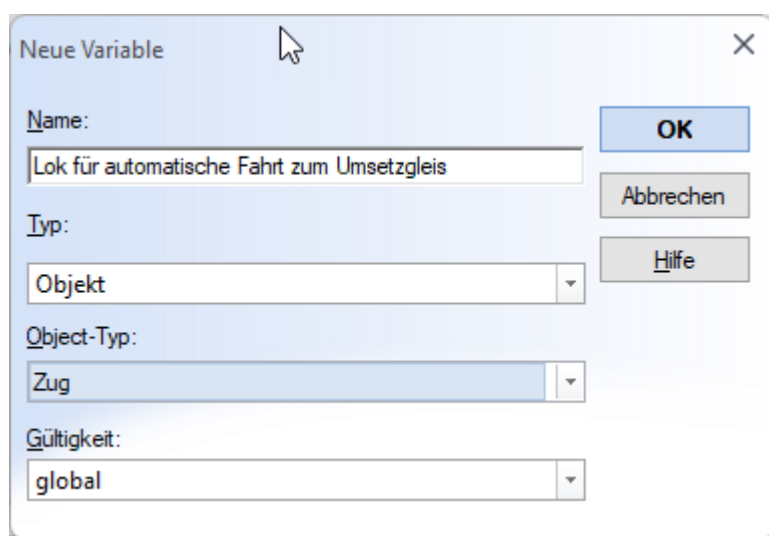 Neue Variable
Name:
OK
Lok für automatische Fahrt zum Umsetzgleis
Abbrechen
Typ:
Hilfe
Objekt
Object-Typ:
Zug
Gültigkeit:
global